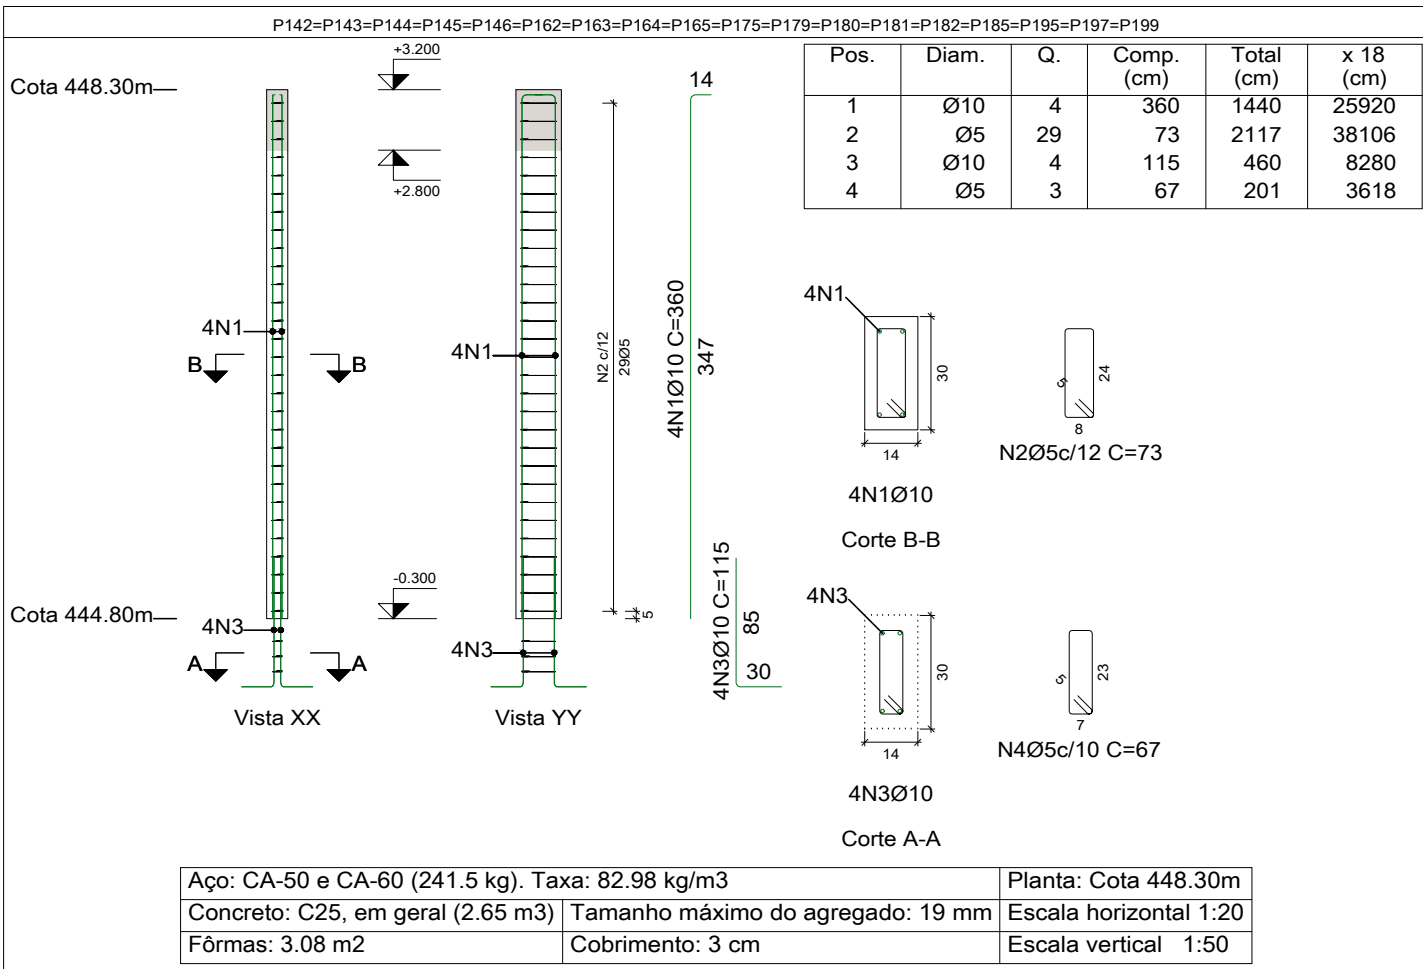 P142=P143=P144=P145=P146=P162=P163=P164=P165=P175=P179=P180=P181=P182=P185=P195=P197=P199
Cota 448.30m
+3.200
+2.800
4N1
B B
-0.300
Cota 444.80m
4N3
A A
Vista XX
4N1
4N3
Vista YY
N2 c/12
29Ø5
5
14
4N1Ø10 C=360
347
4N3Ø10 C=115
85
30
Pos. Diam. Q. Comp. (cm) Total (cm) x 18 (cm)
1 Ø10 4 360 1440 25920
2 Ø5 29 73 2117 38106
3 Ø10 4 115 460 8280
4 Ø5 3 67 201 3618
4N1
30
14
4N1Ø10
Corte B-B
5
24
8
N2Ø5c/12 C=73
4N3
30
14
4N3Ø10
Corte A-A
5
23
7
N4Ø5c/10 C=67
Aço: CA-50 e CA-60 (241.5 kg). Taxa: 82.98 kg/m3 Planta: Cota 448.30m
Concreto: C25, em geral (2.65 m3) Tamanho máximo do agregado: 19 mm Escala horizontal 1:20
Fôrmas: 3.08 m2 Cobrimento: 3 cm Escala vertical 1:50